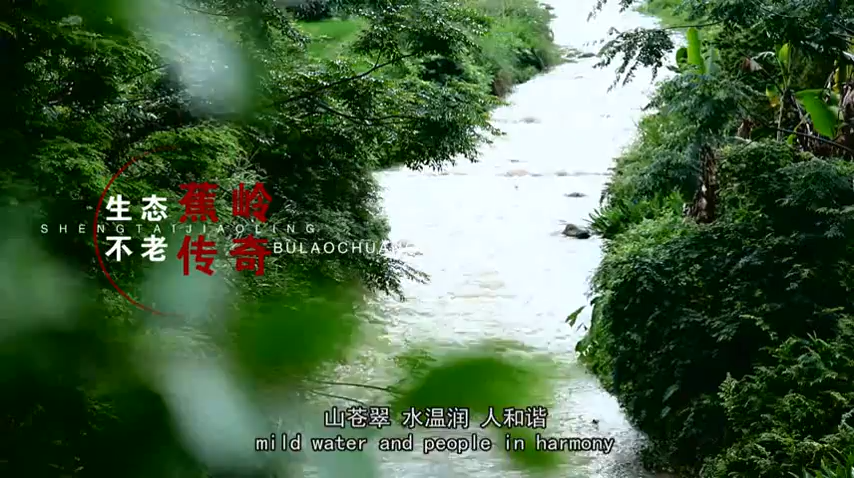 生态 蕉岭
SHENGTAIJIAOLING
不老 传奇
BULAOCHUAN
山苍翠 水温润 人和谐
mild water and people in harmony